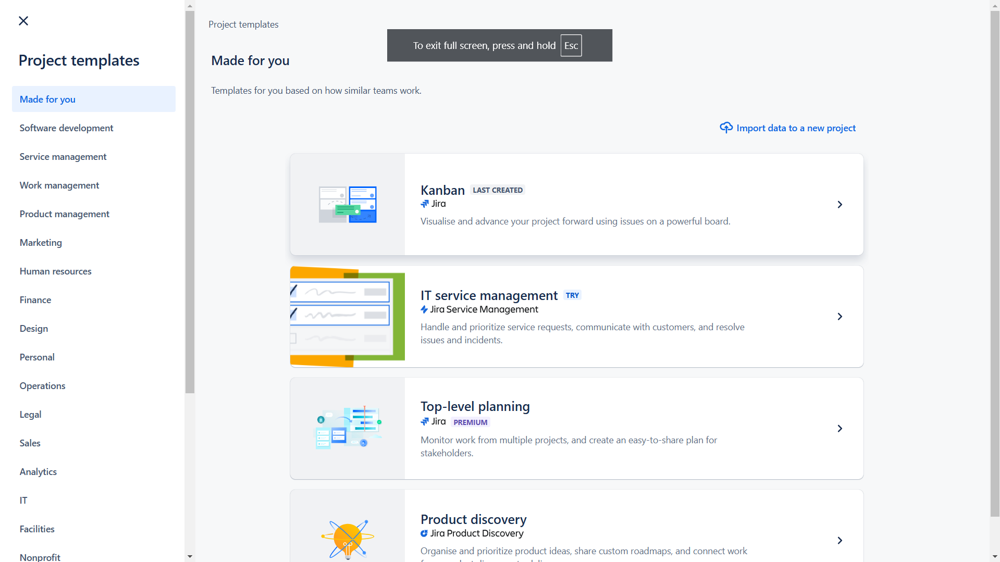 Project templates
Made for you
Software development
Service management
Work management
Product management
Marketing
Human resources
Finance
Design
Personal
Operations
Legal
Sales
Analytics
IT
Facilities
Nonprofit
Project templates
To exit full screen, press and hold Esc
Made for you
Templates for you based on how similar teams work.
Import data to a new project
Kanban LAST CREATED
Jira
Visualise and advance your project forward using issues on a powerful board.
IT service management TRY
Jira Service Management
Handle and prioritize service requests, communicate with customers, and resolve
issues and incidents.
Top-level planning
Jira PREMIUM
Monitor work from multiple projects, and create an easy-to-share plan for
stakeholders.
Product discovery
Jira Product Discovery
Organise and prioritize product ideas, share custom roadmaps, and connect work